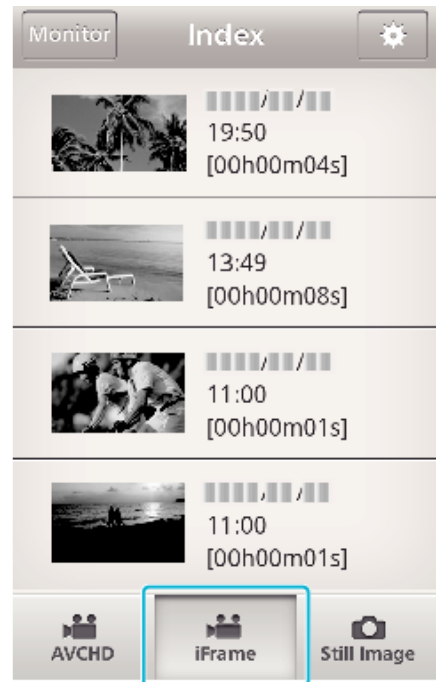 Monitor Index
19:50
[00h00m04s]
13:49
[00h00m08s]
11:00
[00h00m01s]
11:00
[00h00m01s]
AVCHD iFrame Still Image